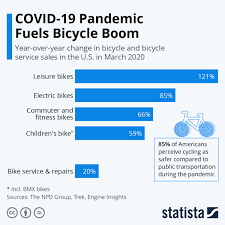 COVID-19 Pandemic
Fuels Bicycle Boom
Year-over-year change in bicycle and bicycle
service sales in the U.S. in March 2020
Leisure bikes 121%
Electric bikes 85%
Commuter and
fitness bikes 66%
Children's bike* 59%
85% of Americans
perceive cycling as
safer compared to
public transportation
during the pandemic
Bike service & repairs 20%
* incl. BMX bikes
Sources: The NPD Group, Trek, Engine Insights
statista